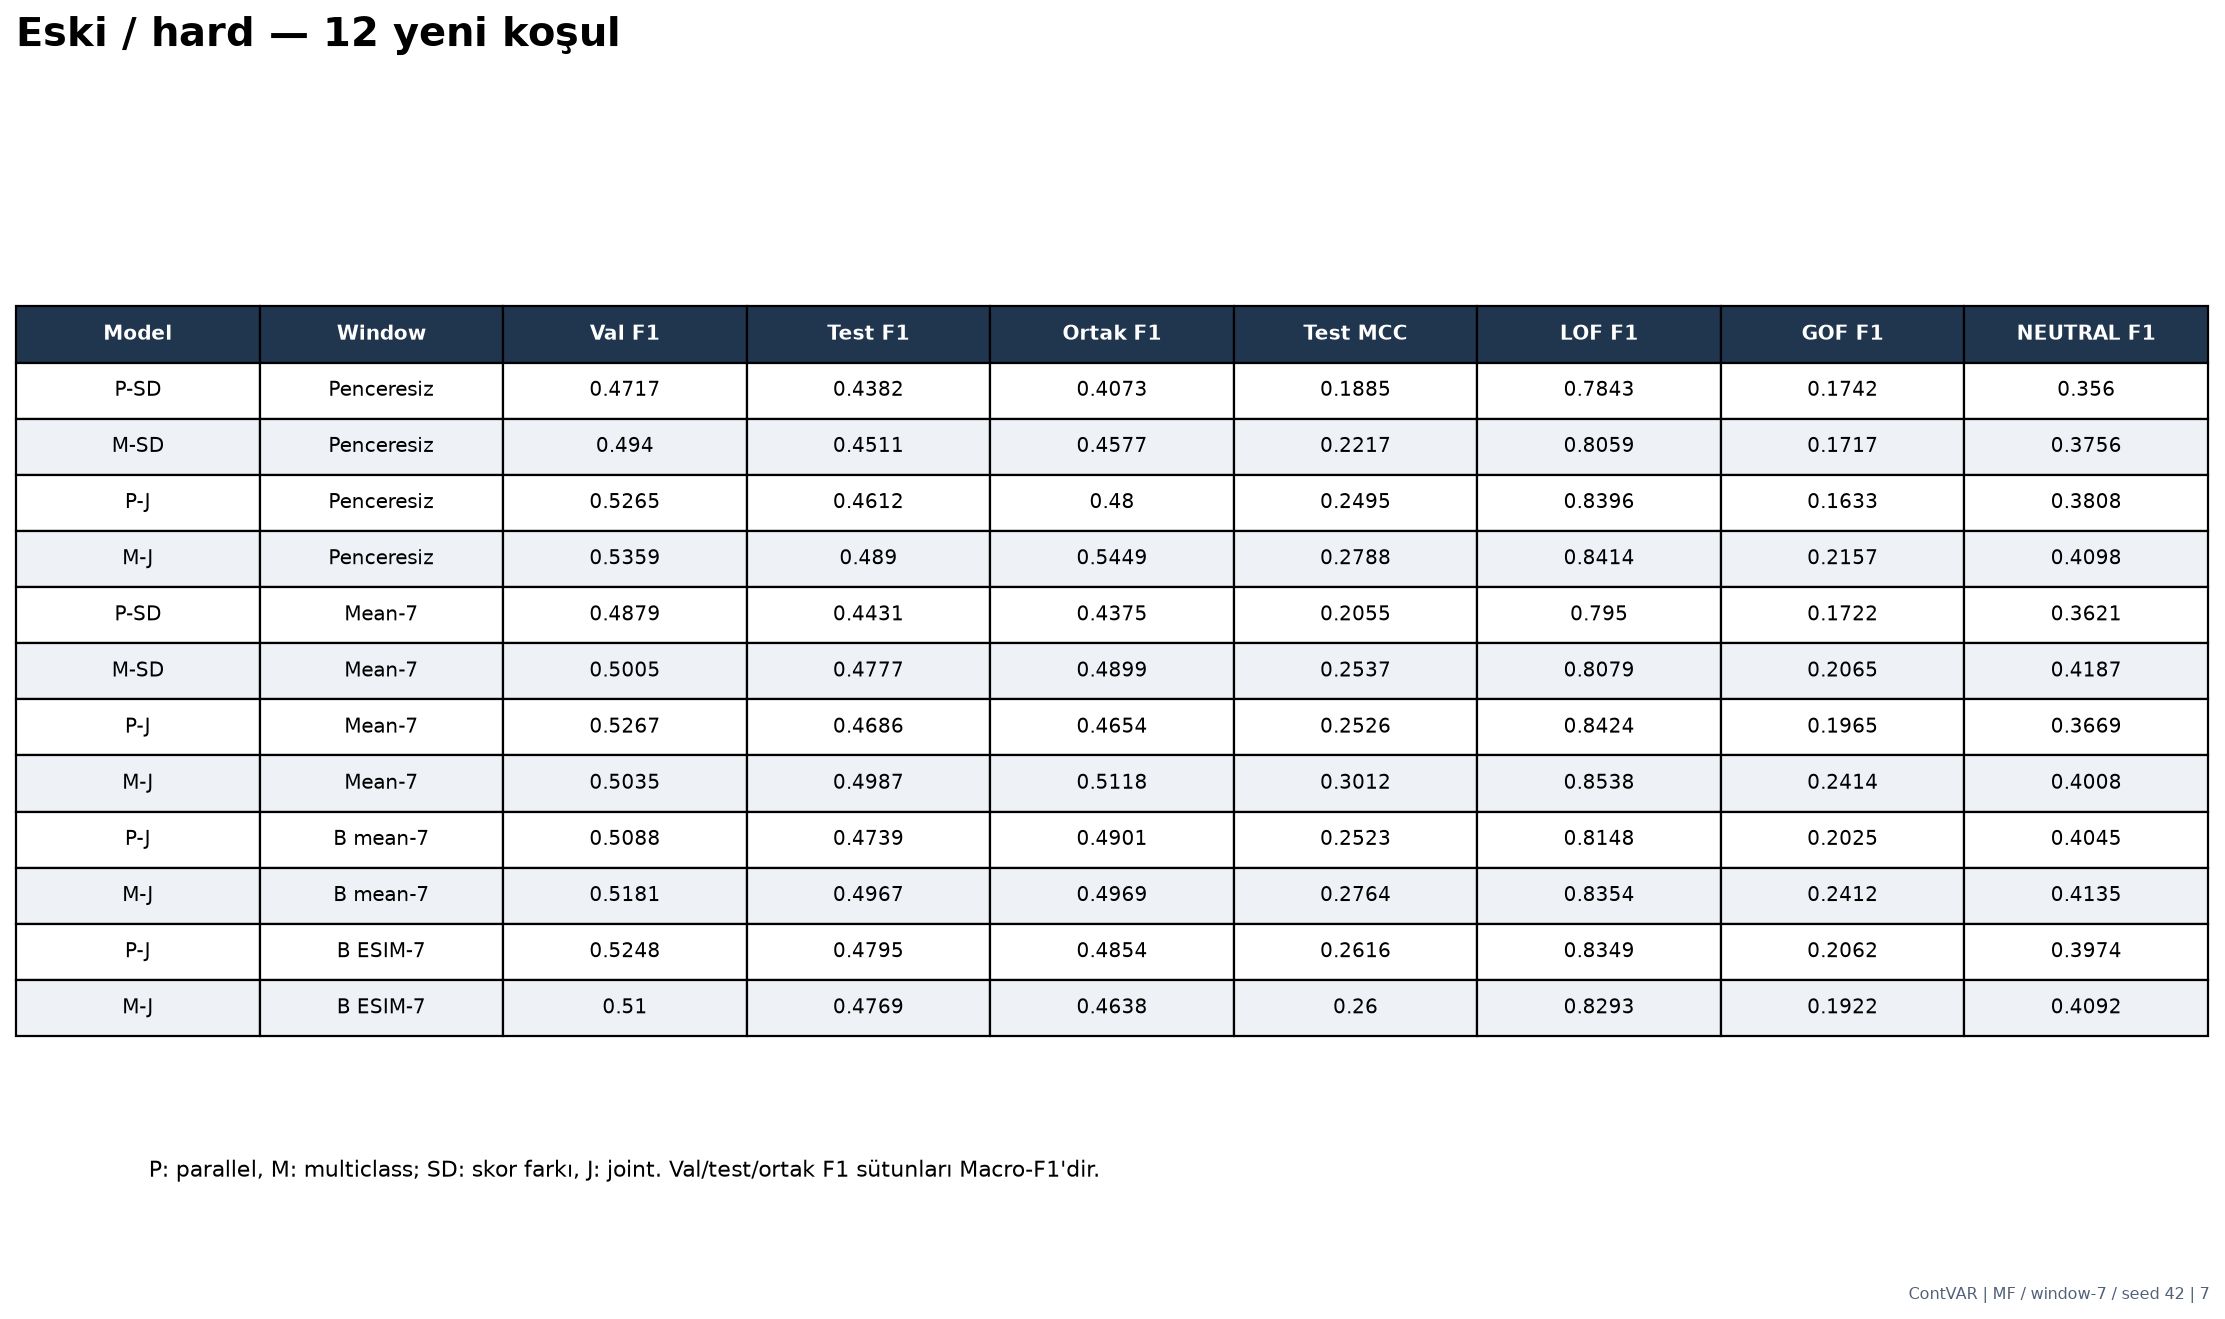 Eski / hard — 12 yeni koşul
Model Window Val F1 Test F1 Ortak F1 Test MCC LOF F1 GOF F1 NEUTRAL F1
P-SD Penceresiz 0.4717 0.4382 0.4073 0.1885 0.7843 0.1742 0.356
M-SD Penceresiz 0.494 0.4511 0.4577 0.2217 0.8059 0.1717 0.3756
P-J Penceresiz 0.5265 0.4612 0.48 0.2495 0.8396 0.1633 0.3808
M-J Penceresiz 0.5359 0.489 0.5449 0.2788 0.8414 0.2157 0.4098
P-SD Mean-7 0.4879 0.4431 0.4375 0.2055 0.795 0.1722 0.3621
M-SD Mean-7 0.5005 0.4777 0.4899 0.2537 0.8079 0.2065 0.4187
P-J Mean-7 0.5267 0.4686 0.4654 0.2526 0.8424 0.1965 0.3669
M-J Mean-7 0.5035 0.4987 0.5118 0.3012 0.8538 0.2414 0.4008
P-J B mean-7 0.5088 0.4739 0.4901 0.2523 0.8148 0.2025 0.4045
M-J B mean-7 0.5181 0.4967 0.4969 0.2764 0.8354 0.2412 0.4135
P-J B ESIM-7 0.5248 0.4795 0.4854 0.2616 0.8349 0.2062 0.3974
M-J B ESIM-7 0.51 0.4769 0.4638 0.26 0.8293 0.1922 0.4092
P: parallel, M: multiclass; SD: skor farkı, J: joint. Val/test/ortak F1 sütunları Macro-F1'dir.
ContVAR | MF / window-7 / seed 42 | 7